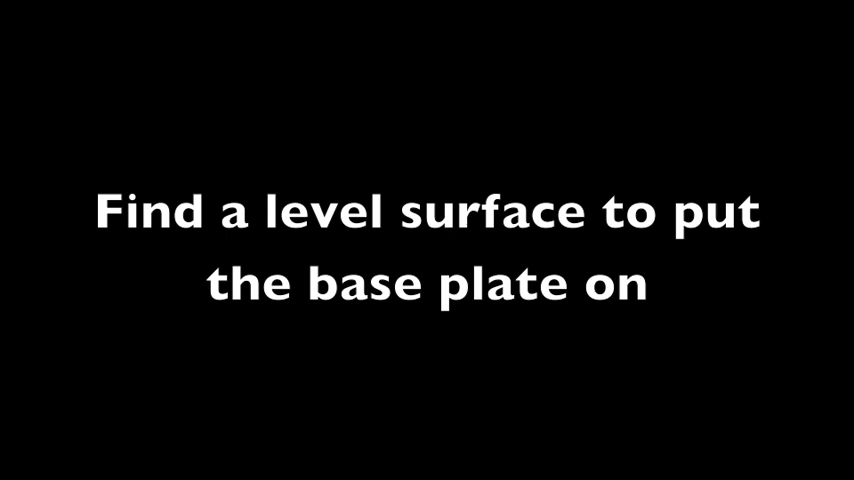 Find a level surface to put
the base plate on